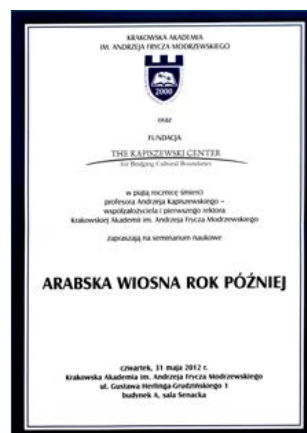 KRAKOWSKA AKADEMIA
IM. ANDRZEJA FRYCZA MODRZEWSKIEGO
2000
oraz
FUNDACJA
THE KAPISZEWSKI CENTER
for Bridging Cultural Boundaries
w piątą rocznicę śmierci
profesora Andrzeja Kapiszewskiego –
współzałożyciela i pierwszego rektora
Krakowskiej Akademii im. Andrzeja Frycza Modrzewskiego
zapraszają na seminarium naukowe
ARABSKA WIOSNA ROK PÓŹNIEJ
czwartek, 31 maja 2012 r.
Krakowska Akademia im. Andrzeja Frycza Modrzewskiego
ul. Gustawa Herlinga-Grudzińskiego 1
budynek A, sala Senacka